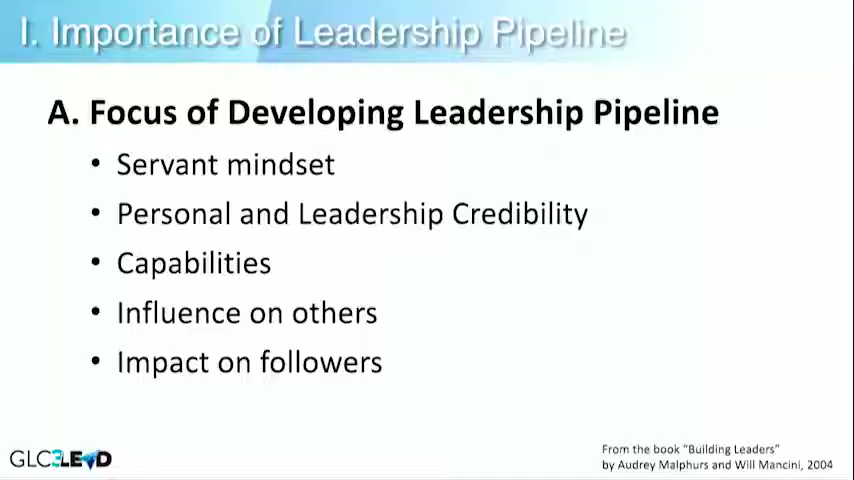 I. Importance of Leadership Pipeline
A. Focus of Developing Leadership Pipeline
• Servant mindset
• Personal and Leadership Credibility
• Capabilities
• Influence on others
• Impact on followers
GLC3LEAD
From the book “Building Leaders”
by Audrey Malphurs and Will Mancini, 2004